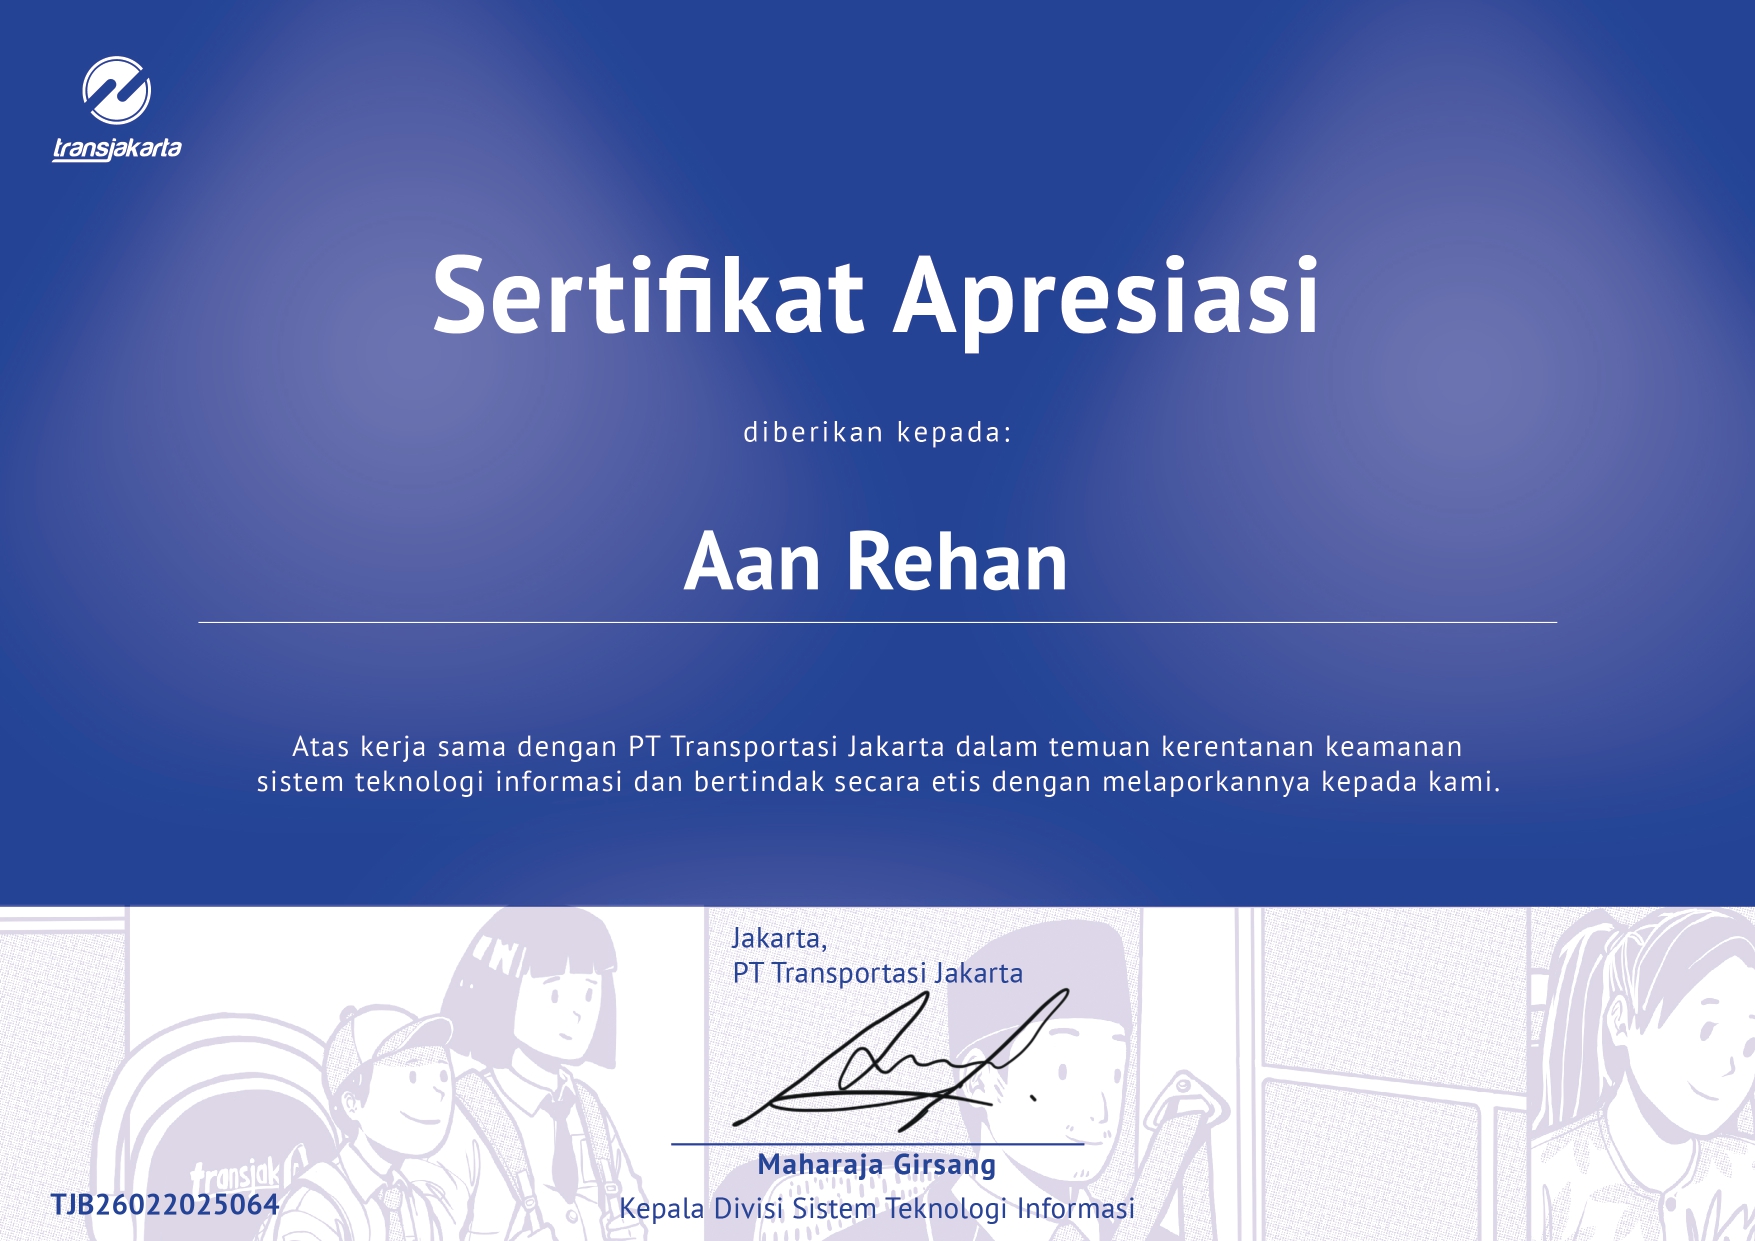 transjakarta
Sertifikat Apresiasi
diberikan kepada:
Aan Rehan
Atas kerja sama dengan PT Transportasi Jakarta dalam temuan kerentanan keamanan
sistem teknologi informasi dan bertindak secara etis dengan melaporkannya kepada kami.
Jakarta,
PT Transportasi Jakarta
Maharaja Girsang
Kepala Divisi Sistem Teknologi Informasi
transjak
TJB26022025064